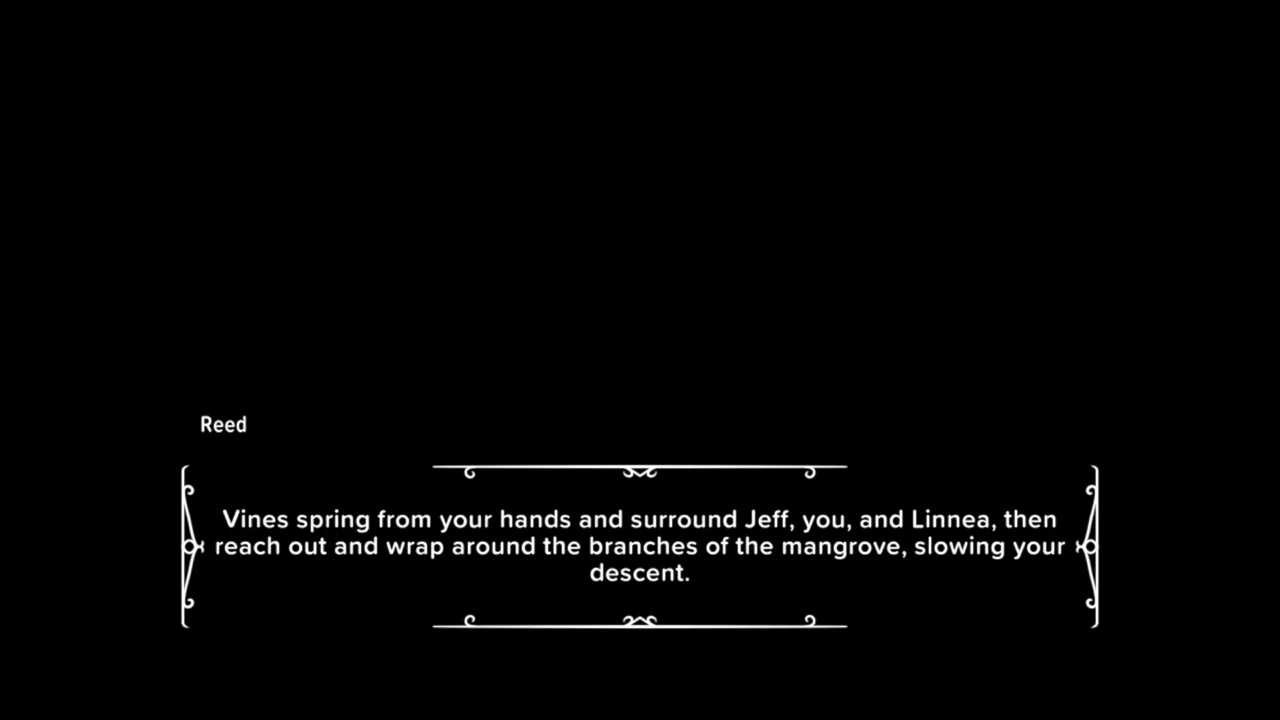 Reed
Vines spring from your hands and surround Jeff, you, and Linnea, then
reach out and wrap around the branches of the mangrove, slowing your
descent.